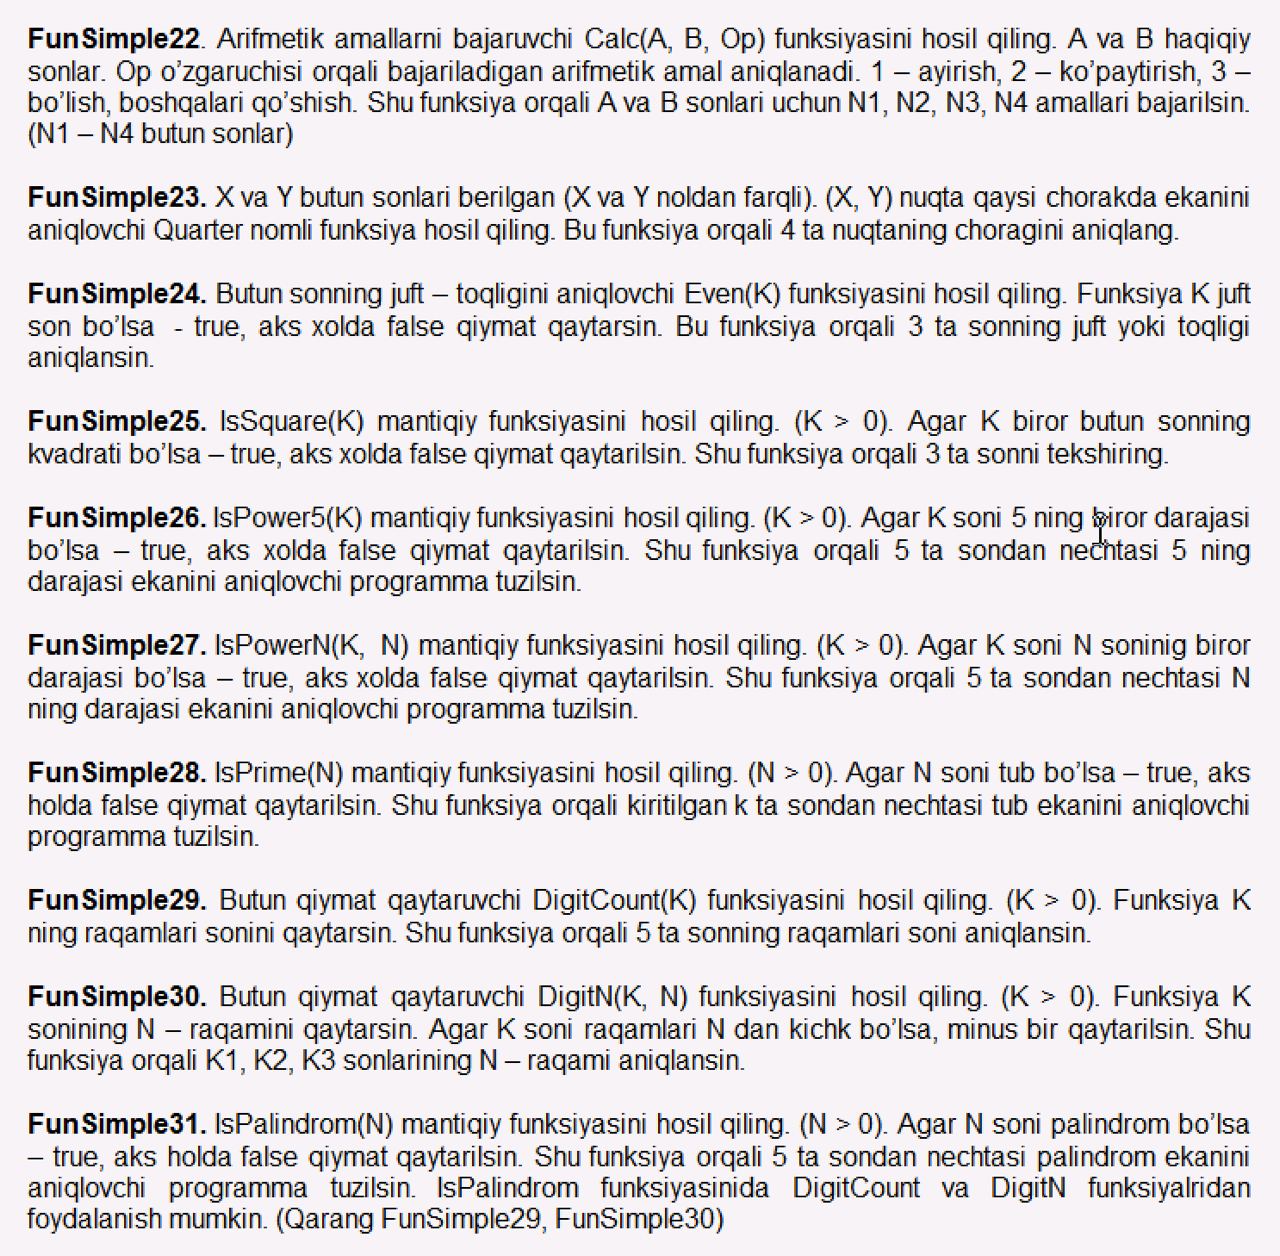 FunSimple22. Arifmetik amallarni bajaruvchi Calc(A, B, Op) funksiyasini hosil qiling. A va B haqiqiy
sonlar. Op o’zgaruchisi orqali bajariladigan arifmetik amal aniqlanadi. 1 – ayirish, 2 – ko’paytirish, 3 –
bo’lish, boshqalari qo’shish. Shu funksiya orqali A va B sonlari uchun N1, N2, N3, N4 amallari bajarilsin.
(N1 – N4 butun sonlar)
FunSimple23. X va Y butun sonlari berilgan (X va Y noldan farqli). (X, Y) nuqta qaysi chorakda ekanini
aniqlovchi Quarter nomli funksiya hosil qiling. Bu funksiya orqali 4 ta nuqtaning choragini aniqlang.
FunSimple24. Butun sonning juft – toqligini aniqlovchi Even(K) funksiyasini hosil qiling. Funksiya K juft
son bo’lsa - true, aks xolda false qiymat qaytarsin. Bu funksiya orqali 3 ta sonning juft yoki toqligi
aniqlansin.
FunSimple25. IsSquare(K) mantiqiy funksiyasini hosil qiling. (K > 0). Agar K biror butun sonning
kvadrati bo’lsa – true, aks xolda false qiymat qaytarilsin. Shu funksiya orqali 3 ta sonni tekshiring.
FunSimple26. IsPower5(K) mantiqiy funksiyasini hosil qiling. (K > 0). Agar K soni 5 ning biror darajasi
bo’lsa – true, aks xolda false qiymat qaytarilsin. Shu funksiya orqali 5 ta sondan nechtasi 5 ning
darajasi ekanini aniqlovchi programma tuzilsin.
FunSimple27. IsPowerN(K, N) mantiqiy funksiyasini hosil qiling. (K > 0). Agar K soni N soninig biror
darajasi bo’lsa – true, aks xolda false qiymat qaytarilsin. Shu funksiya orqali 5 ta sondan nechtasi N
ning darajasi ekanini aniqlovchi programma tuzilsin.
FunSimple28. IsPrime(N) mantiqiy funksiyasini hosil qiling. (N > 0). Agar N soni tub bo’lsa – true, aks
holda false qiymat qaytarilsin. Shu funksiya orqali kiritilgan k ta sondan nechtasi tub ekanini aniqlovchi
programma tuzilsin.
FunSimple29. Butun qiymat qaytaruvchi DigitCount(K) funksiyasini hosil qiling. (K > 0). Funksiya K
ning raqamlari sonini qaytarsin. Shu funksiya orqali 5 ta sonning raqamlari soni aniqlansin.
FunSimple30. Butun qiymat qaytaruvchi DigitN(K, N) funksiyasini hosil qiling. (K > 0). Funksiya K
sonining N – raqamini qaytarsin. Agar K soni raqamlari N dan kichk bo’lsa, minus bir qaytarilsin. Shu
funksiya orqali K1, K2, K3 sonlarining N – raqami aniqlansin.
FunSimple31. IsPalindrom(N) mantiqiy funksiyasini hosil qiling. (N > 0). Agar N soni palindrom bo’lsa
– true, aks holda false qiymat qaytarilsin. Shu funksiya orqali 5 ta sondan nechtasi palindrom ekanini
aniqlovchi programma tuzilsin. IsPalindrom funksiyasinida DigitCount va DigitN funksiyalridan
foydalanish mumkin. (Qarang FunSimple29, FunSimple30)